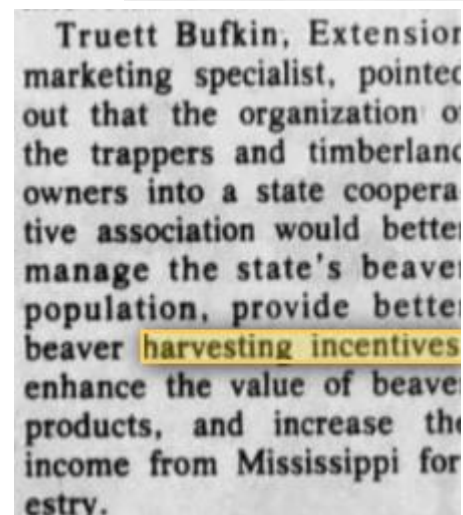 Truett Bufkin, Extension
marketing specialist, pointed
out that the organization of
the trappers and timberland
owners into a state coopera-
tive association would better
manage the state's beaver
population, provide better
beaver harvesting incentives,
enhance the value of beaver
products, and increase the
income from Mississippi for-
estry.